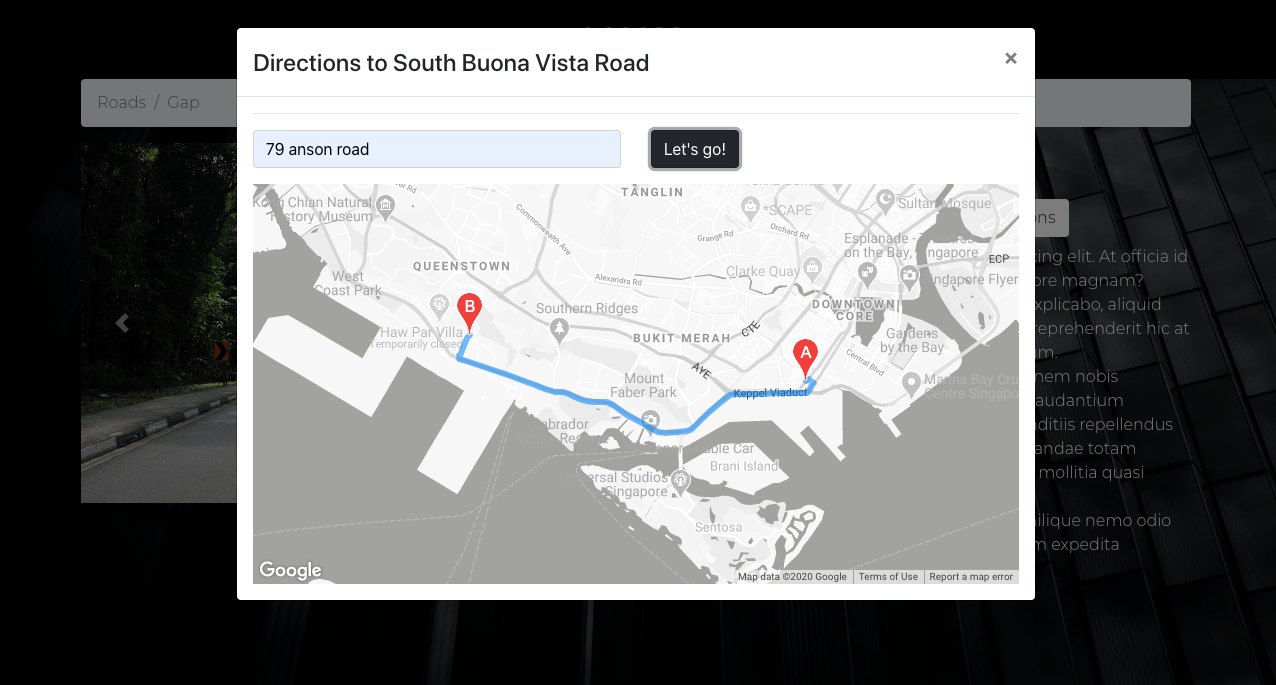 Directions to South Buona Vista Road
×
Roads / Gap
79 anson road
Let's go!
TANGLIN
Chian Natural
History Museum
*SCAPE
Sultan Mosque
Commonwealth Ave
Grange Rd
Orchard Rd
Esplanade
on the Bay,
Singapore
QUEENSTOWN
ECP
West
Coast Park
Alexandra Rd
Clarke Quay
Singapore Flyer
B
Southern Ridges
DOWNTOWN
CORE
Haw Par Villa
Temporarily closed
BUKIT MERAH
CTE
Gardens
by the Bay
A
Central Blvd
AYE
Mount
Faber Park
Keppel Viaduct
Marina Bay Cru
Centre Singapo
Labrador
Nature Reserve
Singapore Cable Car
Brani Island
Universal Studios
Singapore
Sentosa
Google
Map data ©2020 Google
Terms of Use
Report a map error
ons
cing elit. At officia id
ore magnam?
explicabo, aliquid
reprehenderit hic at
m.
nem nobis
audantium
nditiis repellendus
andae totam
mollitia quasi
nilique nemo odio
m expedita